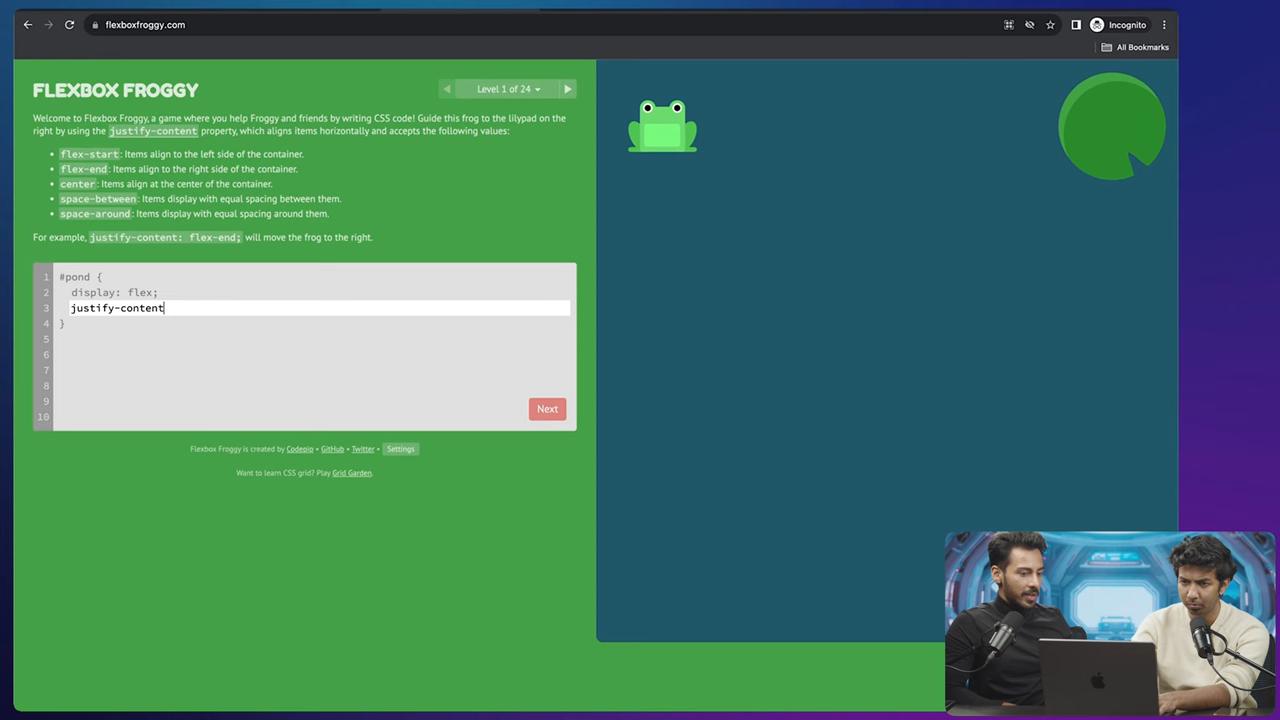 flexboxfroggy.com
Incognito
All Bookmarks
FLEXBOX FROGGY
Level 1 of 24
Welcome to Flexbox Froggy, a game where you help Froggy and friends by writing CSS code! Guide this frog to the lilypad on the
right by using the justify-content property, which aligns items horizontally and accepts the following values:
flex-start: Items align to the left side of the container.
flex-end: Items align to the right side of the container.
center: Items align at the center of the container.
space-between: Items display with equal spacing between them.
space-around: Items display with equal spacing around them.
For example, justify-content: flex-end; will move the frog to the right.
1 #pond {
2 display: flex;
3 justify-content
4 }
5
6
7
8
9
10
Next
Flexbox Froggy is created by Codepip • GitHub • Twitter • Settings
Want to learn CSS grid? Play Grid Garden.